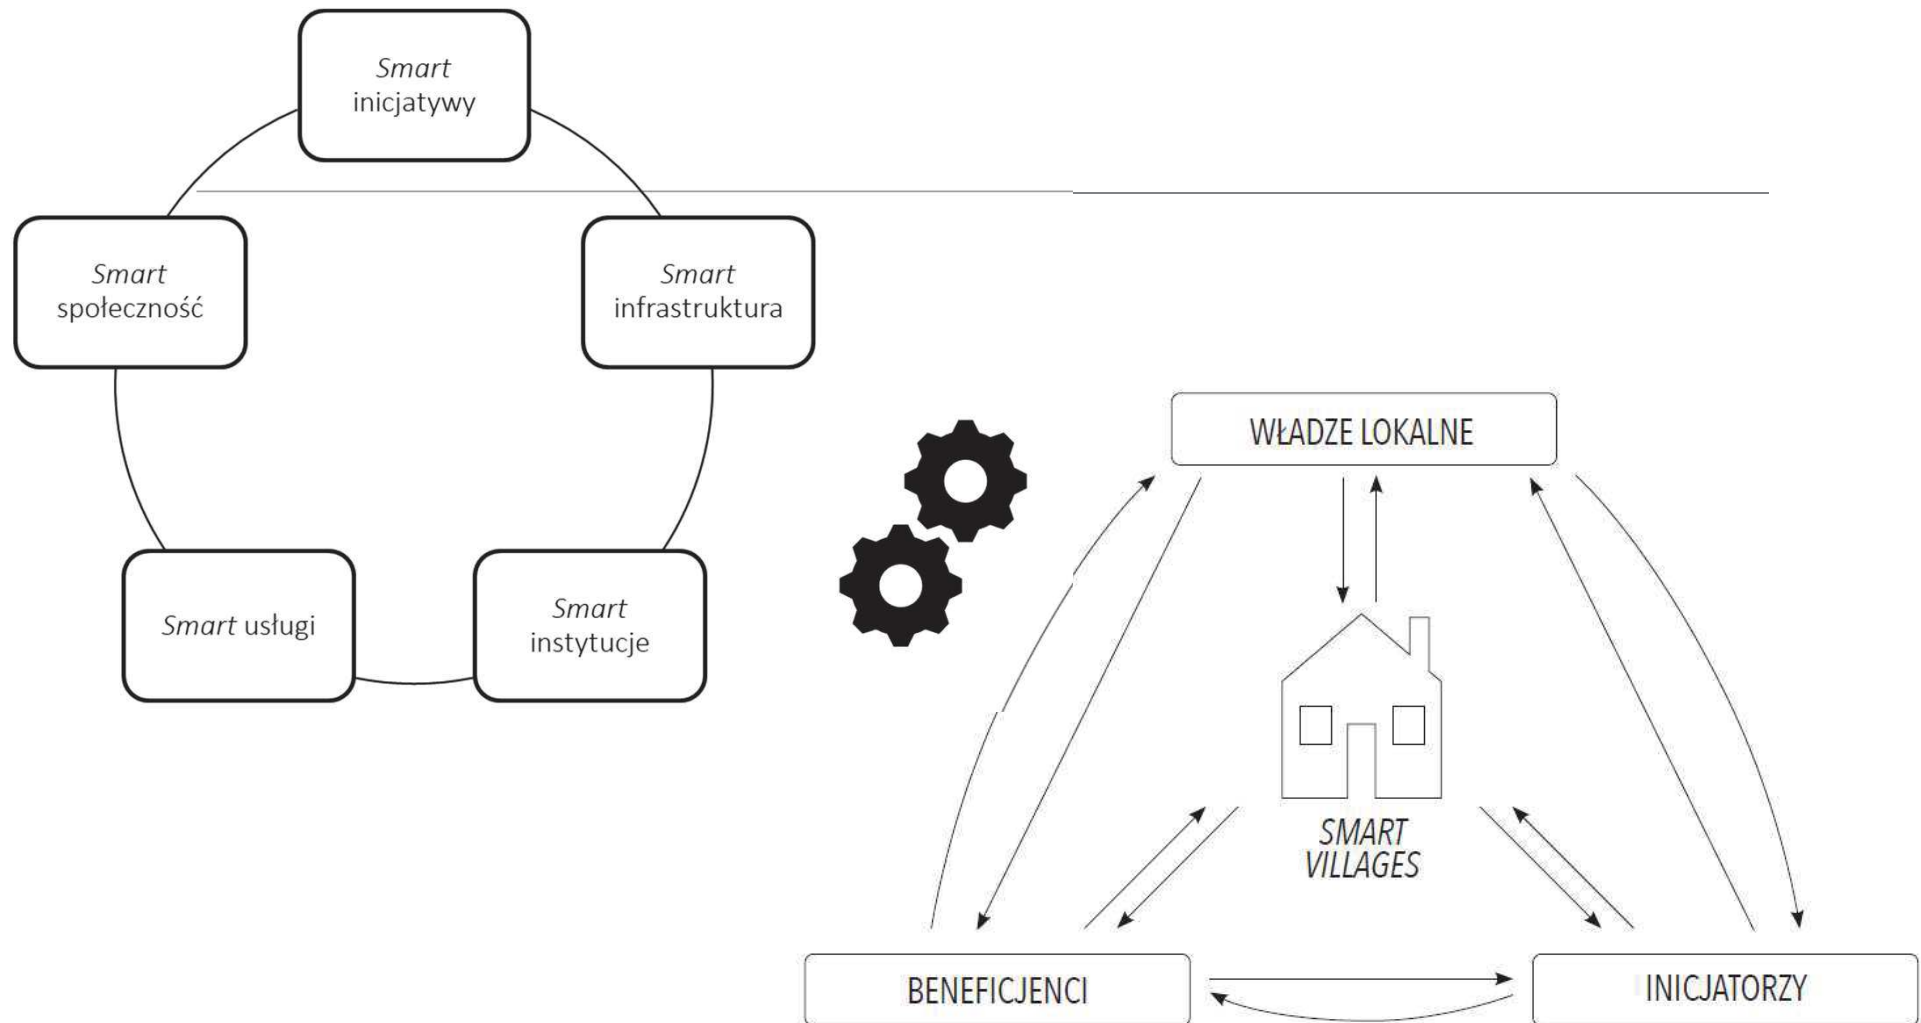 Smart
inicjatywy
Smart
społeczność
Smart
infrastruktura
Smart usługi
Smart
instytucje
WŁADZE LOKALNE
SMART
VILLAGES
BENEFICJENCI
INICJATORZY